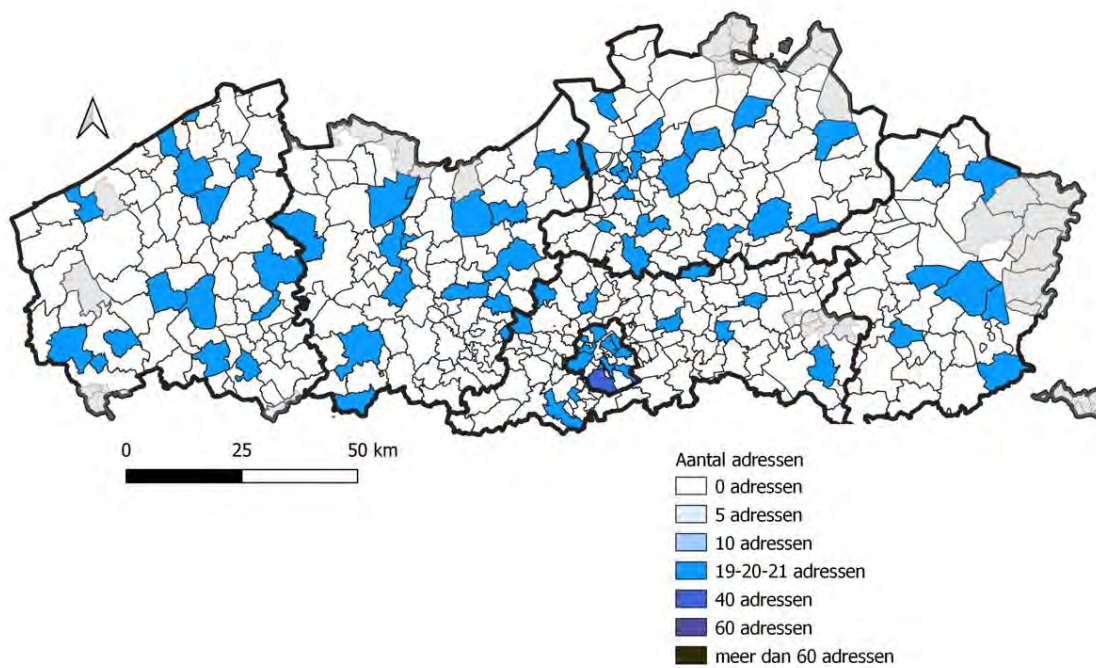 0 25 50 km
Aantal adressen
0 adressen
5 adressen
10 adressen
19-20-21 adressen
40 adressen
60 adressen
meer dan 60 adressen